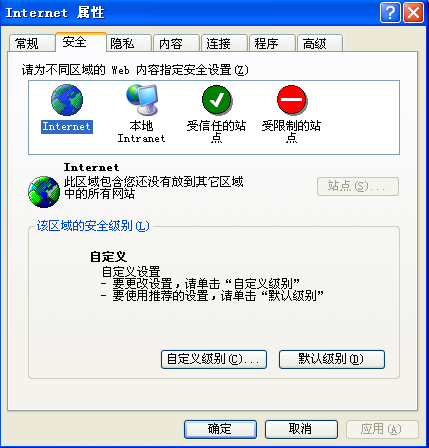 Internet 属性
常规 安全 隐私 内容 连接 程序 高级
请为不同区域的 Web 内容指定安全设置(Z)
Internet
本地
Intranet
受信任的站
点
受限制的站
点
Internet
此区域包含您还没有放到其它区域
中的所有网站
站点(S)...
该区域的安全级别(L)
自定义
自定义设置
- 要更改设置,请单击“自定义级别”
- 要使用推荐的设置,请单击“默认级别”
自定义级别(C)... 默认级别(D)
确定 取消 应用(A)